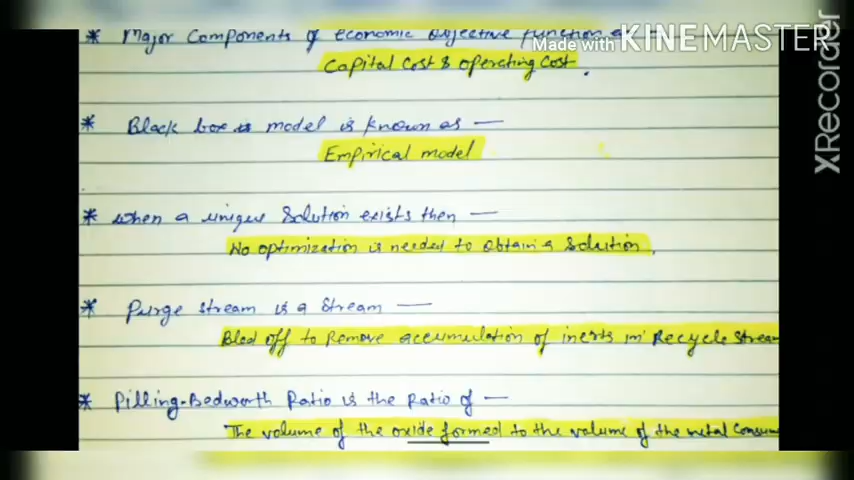 * Major Components of economic objective function are
Capital Cost & operating Cost.
* Black box is model is known as —
Empirical model
* when a unique Solution exists then —
No optimization is needed to obtain a Solution.
* Purge stream is a stream —
Bled off to remove accumulation of inerts in Recycle Stream
* Pilling-Bedworth Ratio is the Ratio of —
The volume of the oxide formed to the volume of the metal Consum
Made with KINEMASTER
XRecorder